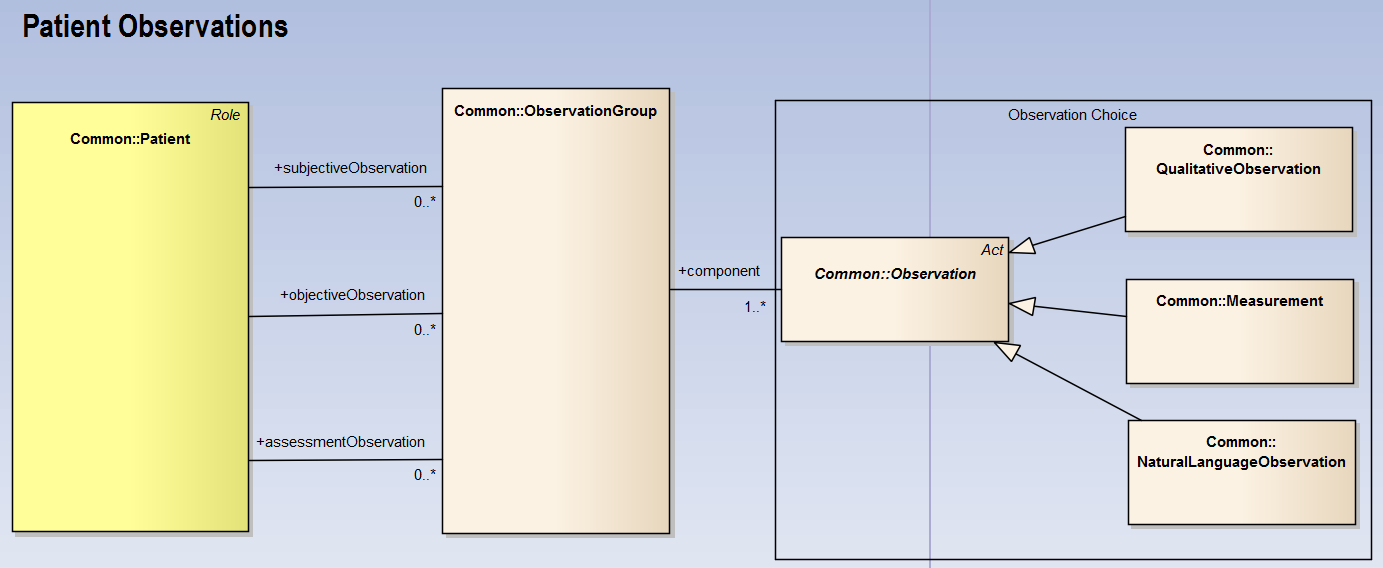 Patient Observations
Role
Common::Patient
+subjectiveObservation
0..*
+objectiveObservation
0..*
+assessmentObservation
0..*
Common::ObservationGroup
+component
1..*
Observation Choice
Act
Common::Observation
Common::
QualitativeObservation
Common::Measurement
Common::
NaturalLanguageObservation